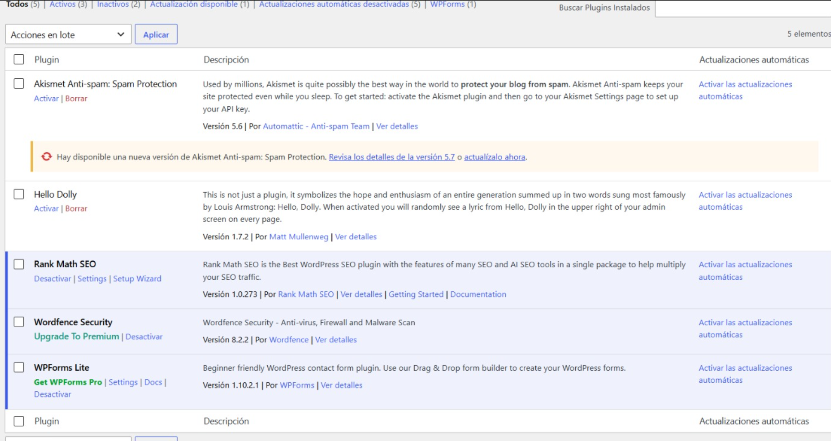 Todos (5) | Activos (3) | Inactivos (2) | Actualización disponible (1) | Actualizaciones automáticas desactivadas (5) | WPForms (1)
Buscar Plugins Instalados
Acciones en lote
Aplicar
5 elementos
Plugin Descripción Actualizaciones automáticas
Akismet Anti-spam: Spam Protection
Activar | Borrar
Used by millions, Akismet is quite possibly the best way in the world to protect your blog from spam. Akismet Anti-spam keeps your
site protected even while you sleep. To get started: activate the Akismet plugin and then go to your Akismet Settings page to set up
your API key.
Versión 5.6 | Por Automattic - Anti-spam Team | Ver detalles
Activar las actualizaciones
automáticas
Hay disponible una nueva versión de Akismet Anti-spam: Spam Protection. Revisa los detalles de la versión 5.7 o actualízalo ahora.
Hello Dolly
Activar | Borrar
This is not just a plugin, it symbolizes the hope and enthusiasm of an entire generation summed up in two words sung most famously
by Louis Armstrong: Hello, Dolly. When activated you will randomly see a lyric from Hello, Dolly in the upper right of your admin
screen on every page.
Versión 1.7.2 | Por Matt Mullenweg | Ver detalles
Activar las actualizaciones
automáticas
Rank Math SEO
Desactivar | Settings | Setup Wizard
Rank Math SEO is the Best WordPress SEO plugin with the features of many SEO and AI SEO tools in a single package to help multiply
your SEO traffic.
Versión 1.0.273 | Por Rank Math SEO | Ver detalles | Getting Started | Documentation
Activar las actualizaciones
automáticas
Wordfence Security
Upgrade To Premium | Desactivar
Wordfence Security - Anti-virus, Firewall and Malware Scan
Versión 8.2.2 | Por Wordfence | Ver detalles
Activar las actualizaciones
automáticas
WPForms Lite
Get WPForms Pro | Settings | Docs |
Desactivar
Beginner friendly WordPress contact form plugin. Use our Drag & Drop form builder to create your WordPress forms.
Versión 1.10.2.1 | Por WPForms | Ver detalles
Activar las actualizaciones
automáticas
Plugin Descripción Actualizaciones automáticas